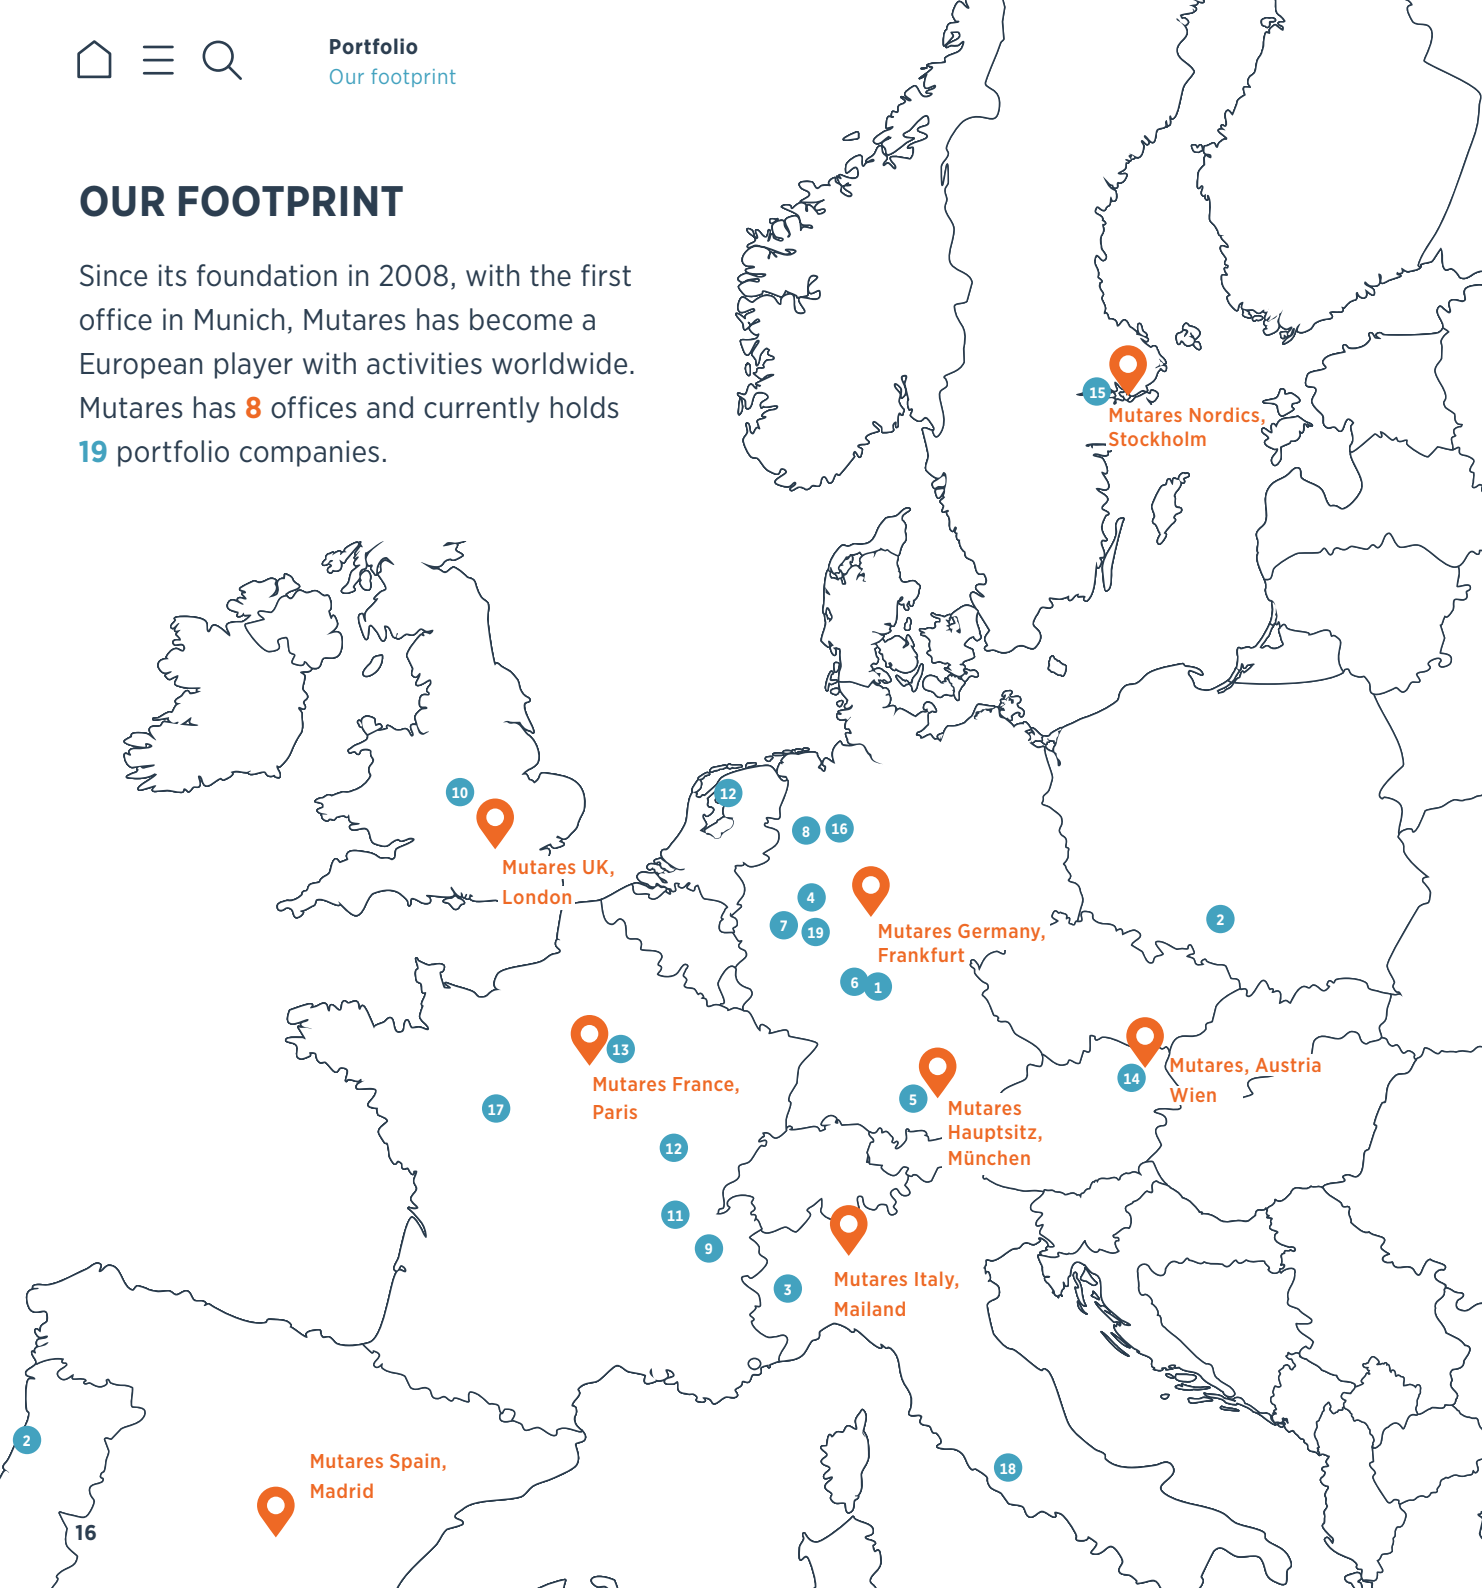 Portfolio
Our footprint
OUR FOOTPRINT
Since its foundation in 2008, with the first
office in Munich, Mutares has become a
European player with activities worldwide.
Mutares has 8 offices and currently holds
19 portfolio companies.
15
Mutares Nordics,
Stockholm
10
12
8
16
Mutares UK,
London
4
7
19
Mutares Germany,
Frankfurt
2
6
1
13
Mutares France,
Paris
17
14
Mutares, Austria
Wien
5
Mutares
Hauptsitz,
München
12
11
9
3
Mutares Italy,
Mailand
2
Mutares Spain,
Madrid
18
16